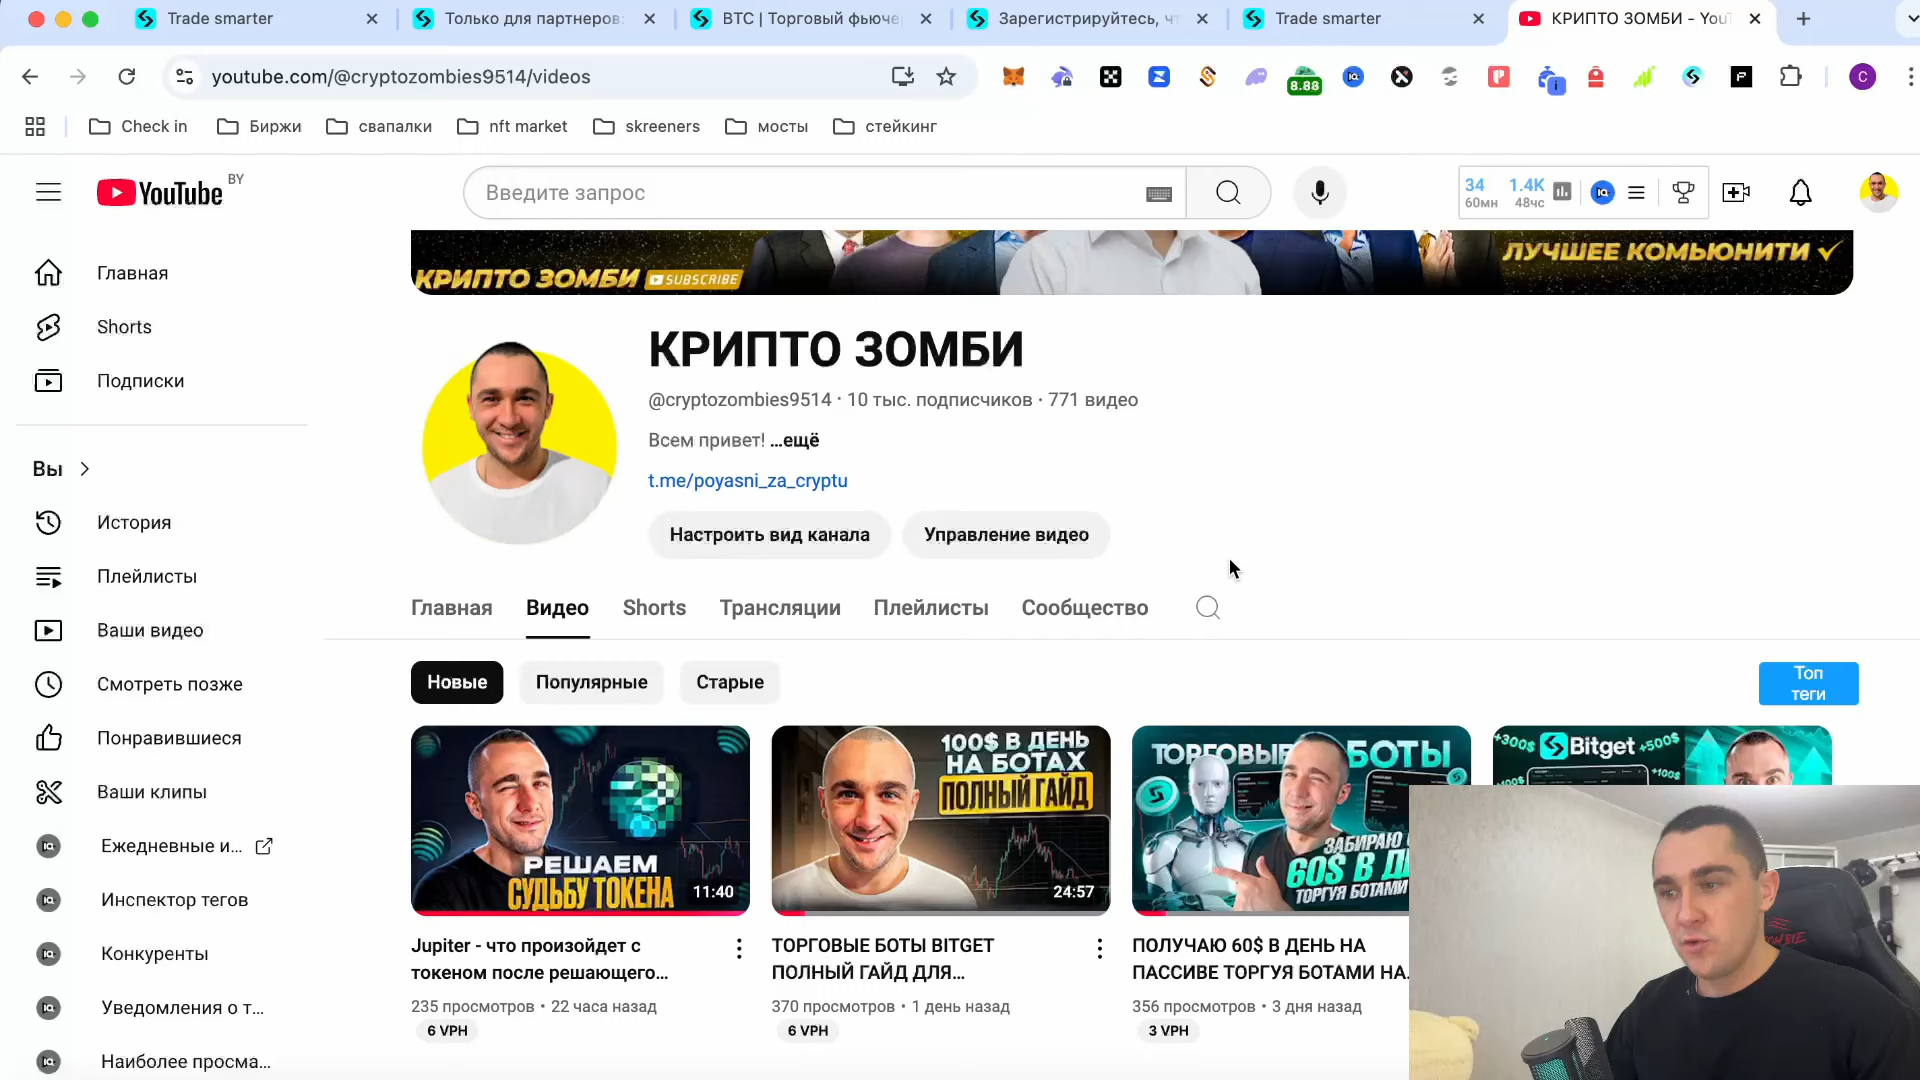 Trade smarter
Только для партнеров:
BTC | Торговый фьюче
Зарегистрируйтесь, чт
Trade smarter
КРИПТО ЗОМБИ - YouT
youtube.com/@cryptozombies9514/videos
8.88
C
Check in
Биржи
свапалки
nft market
skreeners
мосты
стейкинг
YouTube BY
Введите запрос
34 1.4K
60мн 48чс
КРИПТО ЗОМБИ SUBSCRIBE
ЛУЧШЕЕ КОМЬЮНИТИ
Главная
Shorts
Подписки
Вы
История
Плейлисты
Ваши видео
Смотреть позже
Понравившиеся
Ваши клипы
Ежедневные и...
Инспектор тегов
Конкуренты
Уведомления о т...
Наиболее просма...
КРИПТО ЗОМБИ
@cryptozombies9514 · 10 тыс. подписчиков · 771 видео
Всем привет! ...ещё
t.me/poyasni_za_cryptu
Настроить вид канала
Управление видео
Главная
Видео
Shorts
Трансляции
Плейлисты
Сообщество
Новые
Популярные
Старые
Топ
теги
РЕШАЕМ
СУДЬБУ ТОКЕНА
11:40
100$ В ДЕНЬ
НА БОТАХ
ПОЛНЫЙ ГАЙД
24:57
ТОРГОВЫЕ БОТЫ
ЗАБИРАЮ
60$ В ДЕ
ТОРГУЯ БОТАМИ
+300$ Bitget +500$
+100$
Jupiter - что произойдет с
токеном после решающего...
235 просмотров • 22 часа назад
6 VPH
ТОРГОВЫЕ БОТЫ BITGET
ПОЛНЫЙ ГАЙД ДЛЯ...
370 просмотров • 1 день назад
6 VPH
ПОЛУЧАЮ 60$ В ДЕНЬ НА
ПАССИВЕ ТОРГУЯ БОТАМИ НА.
356 просмотров • 3 дня назад
3 VPH